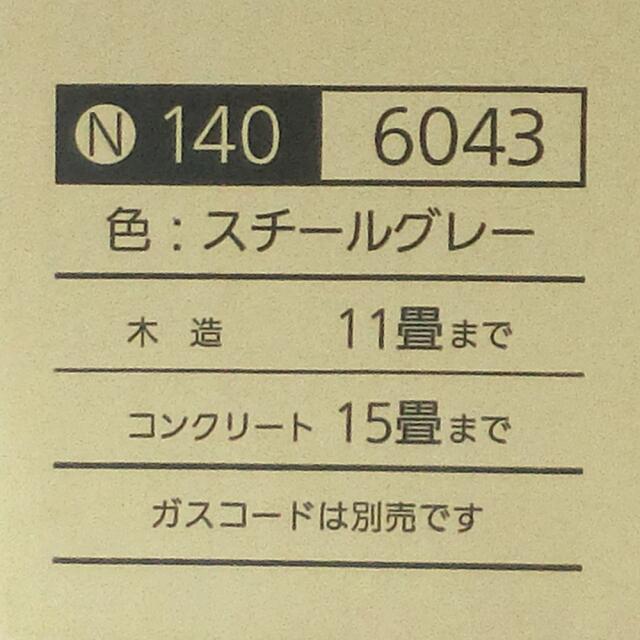 Ⓝ 140 6043
色：スチールグレー
木 造 11畳まで
コンクリート 15畳まで
ガスコードは別売です